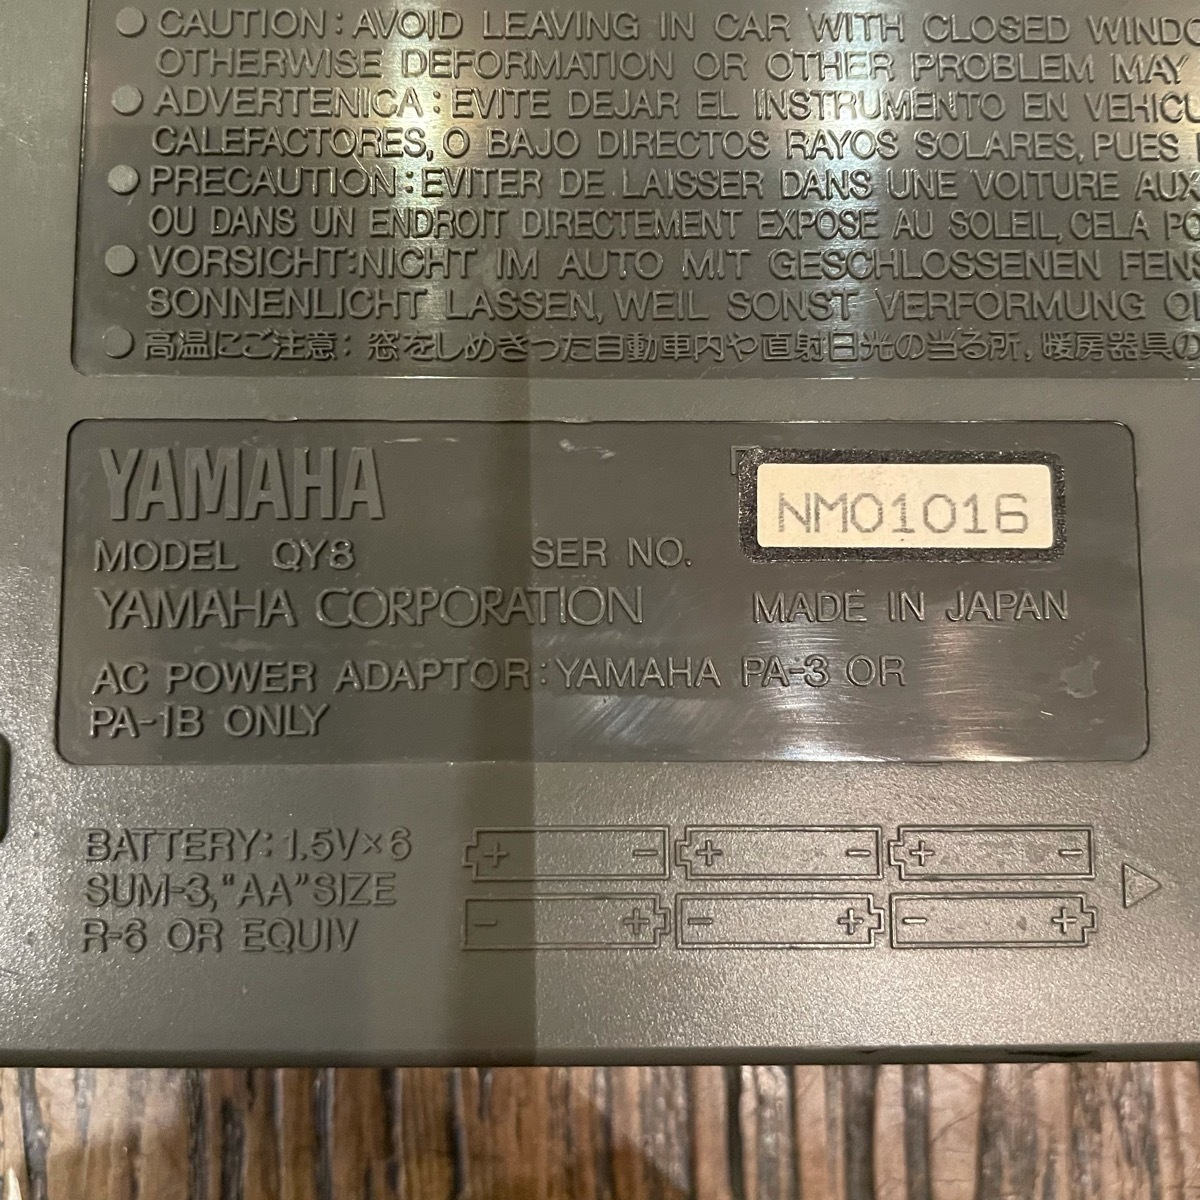 CAUTION : AVOID LEAVING IN CAR WITH CLOSED
OTHERWISE DEFORMATION OR OTHER PROBLEM MAY
ADVERTENICA : EVITE DEJAR EL INSTRUMENTO EN
CALEFACTORES, O BAJO DIRECTOS RAYOS SOLARES, PUES
PRECAUTION : EVITER DE LAISSER DANS UNE VOITURE AUX
OU DANS UN ENDROIT DIRECTEMENT EXPOSE AU SOLEIL, CELA
VORSICHT: NICHT IM AUTO MIT GESCHLOSSENEN
SONNENLICHT LASSEN, WEIL SONST VERFORMUNG
高温にご注意: 窓をしめきった自動車内や直射日光の当る所, 暖房器具の
YAMAHA
MODEL QY8 SER NO. NM01016
YAMAHA CORPORATION MADE IN JAPAN
AC POWER ADAPTOR : YAMAHA PA-3 OR
PA-1B ONLY
BATTERY: 1.5V×6
SUM-3, "AA" SIZE
R-6 OR EQUIV
+ - + - + -
- + - + - +